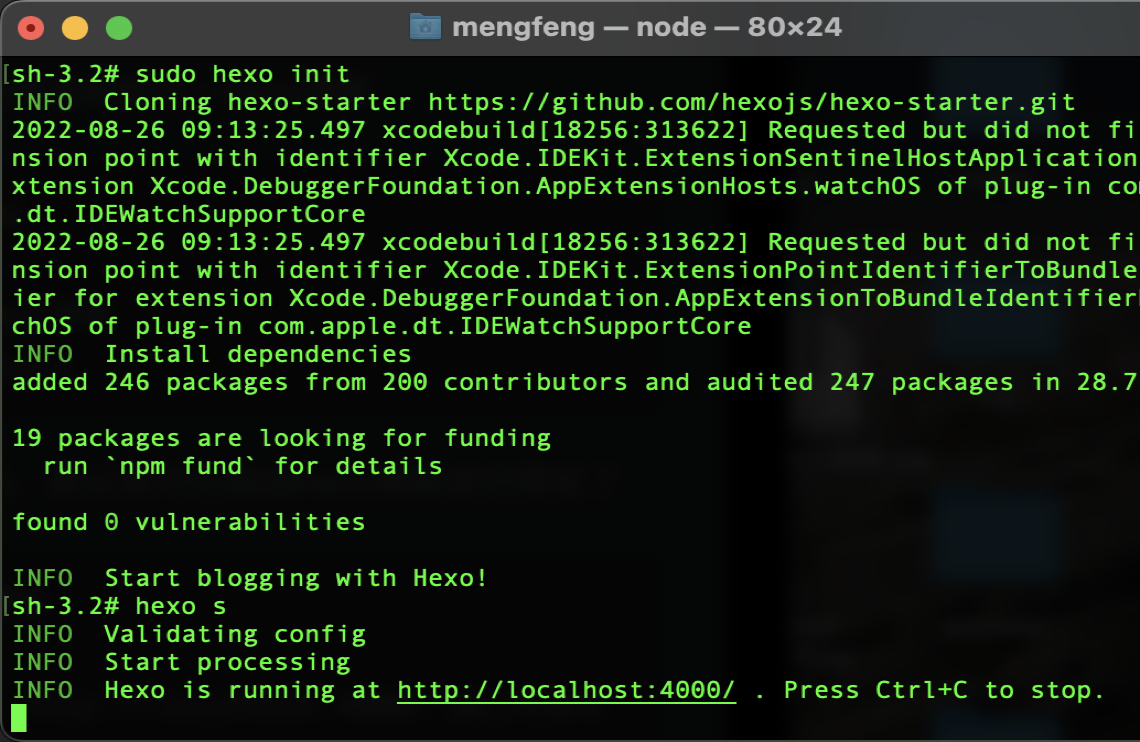 mengfeng — node — 80×24
[sh-3.2# sudo hexo init
INFO  Cloning hexo-starter https://github.com/hexojs/hexo-starter.git
2022-08-26 09:13:25.497 xcodebuild[18256:313622] Requested but did not fi
nsion point with identifier Xcode.IDEKit.ExtensionSentinelHostApplication
xtension Xcode.DebuggerFoundation.AppExtensionHosts.watchOS of plug-in co
.dt.IDEWatchSupportCore
2022-08-26 09:13:25.497 xcodebuild[18256:313622] Requested but did not fi
nsion point with identifier Xcode.IDEKit.ExtensionPointIdentifierToBundle
ier for extension Xcode.DebuggerFoundation.AppExtensionToBundleIdentifier
chOS of plug-in com.apple.dt.IDEWatchSupportCore
INFO  Install dependencies
added 246 packages from 200 contributors and audited 247 packages in 28.7

19 packages are looking for funding
  run `npm fund` for details

found 0 vulnerabilities

INFO  Start blogging with Hexo!
[sh-3.2# hexo s
INFO  Validating config
INFO  Start processing
INFO  Hexo is running at http://localhost:4000/ . Press Ctrl+C to stop.